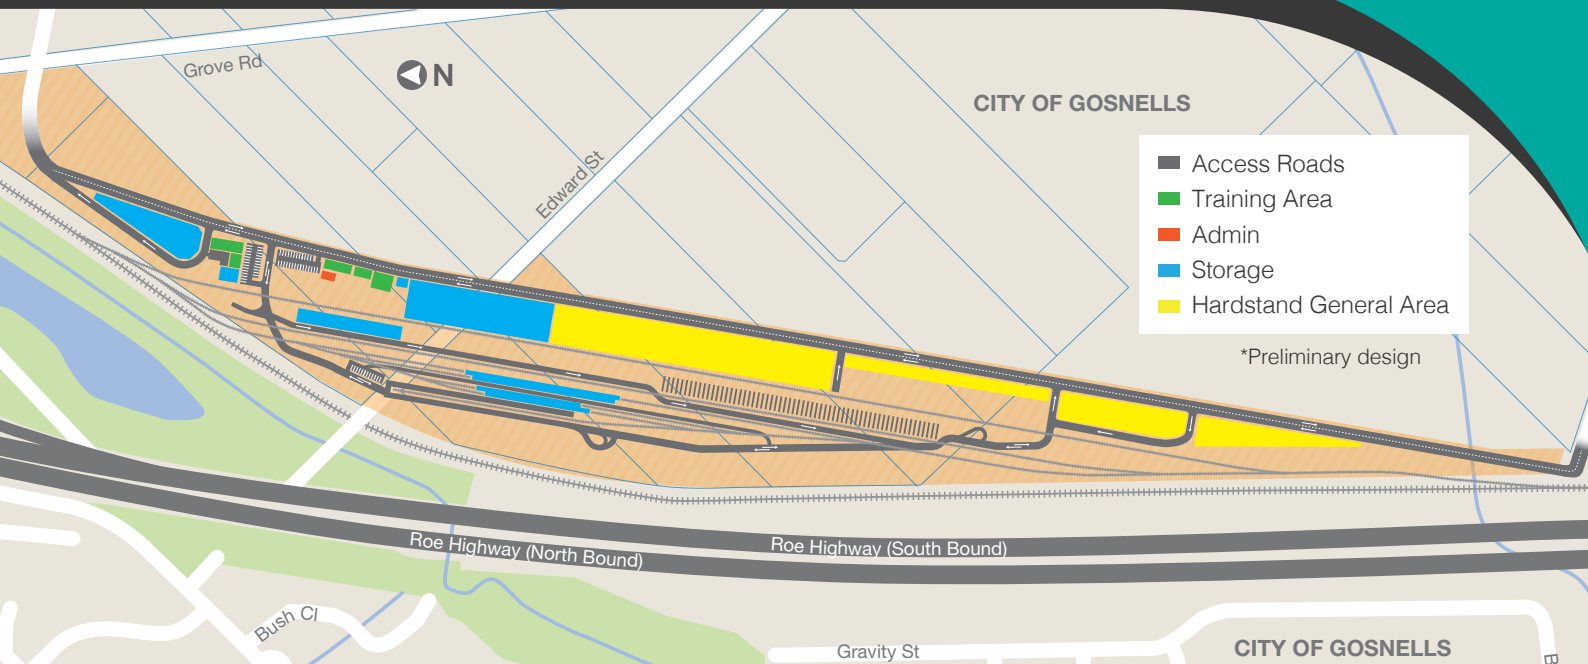 Grove Rd
N
CITY OF GOSNELLS
Edward St
Access Roads
Training Area
Admin
Storage
Hardstand General Area
*Preliminary design
Roe Highway (North Bound)
Roe Highway (South Bound)
Bush Cl
Gravity St
CITY OF GOSNELLS